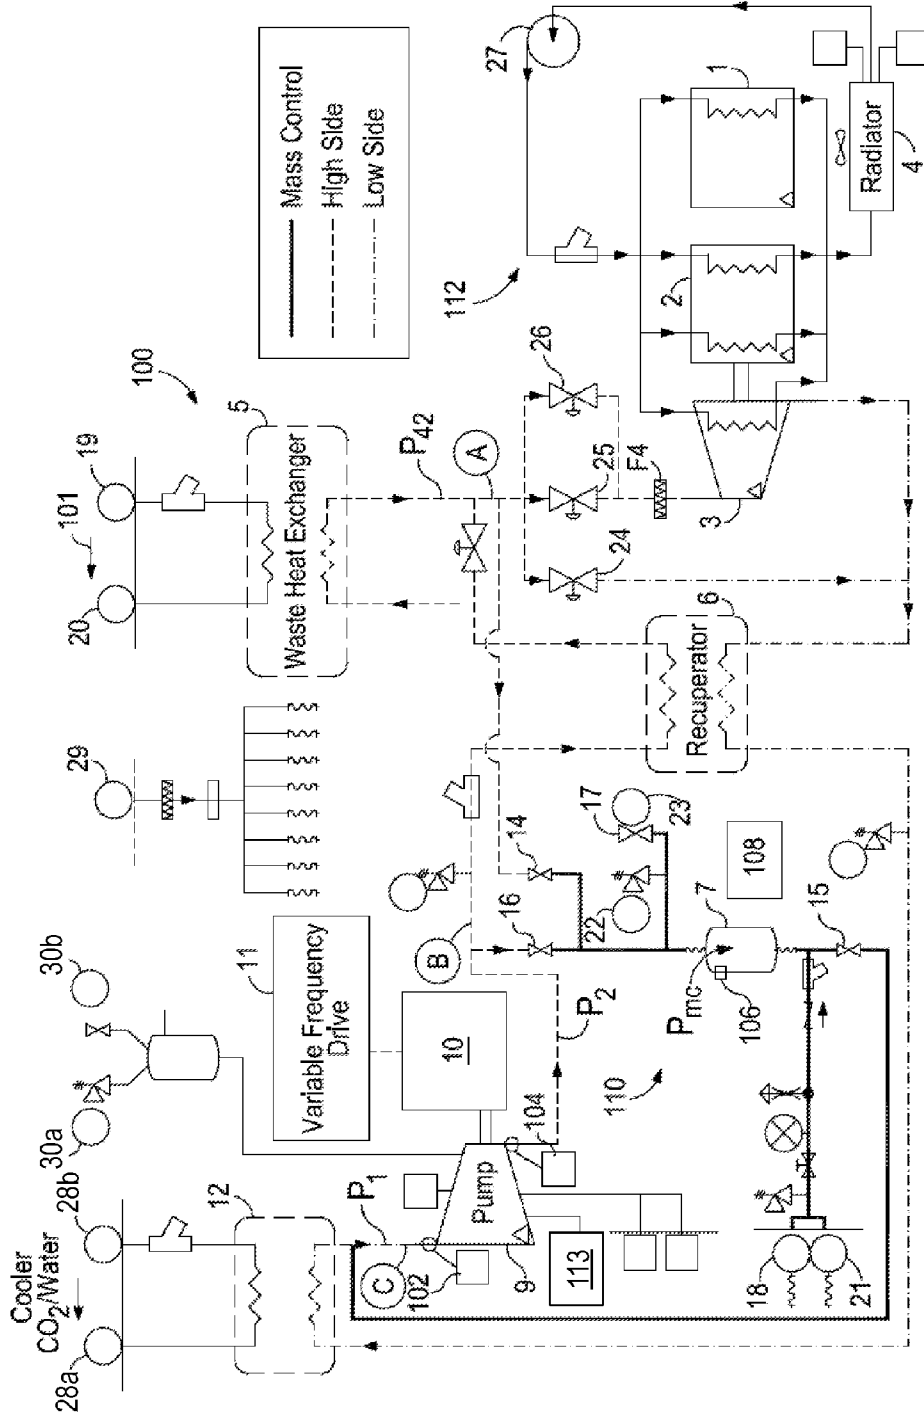 Cooler
CO2/Water
28a
28b
12
30a
30b
11
Variable Frequency
Drive
10
Pump
9
P1
C
102
104
113
P2
B
110
29
101
20
19
100
5
Waste Heat Exchanger
P42
A
Mass Control
High Side
Low Side
16
14
17
22
23
108
7
Pmc
106
15
18
21
Recuperator
6
24
25
26
F4
3
112
27
2
1
Radiator
4